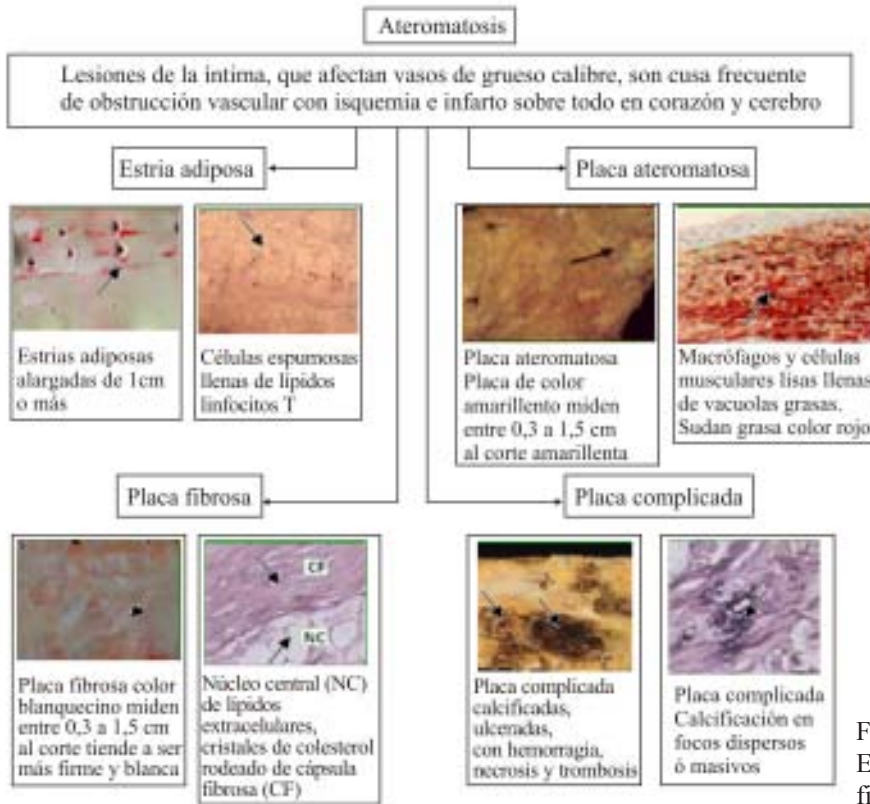 Ateromatosis
Lesiones de la íntima, que afectan vasos de grueso calibre, son cusa frecuente
de obstrucción vascular con isquemia e infarto sobre todo en corazón y cerebro
Estria adiposa
Placa ateromatosa
Estrias adiposas
alargadas de 1cm
o más
Células espumosas
llenas de lípidos
linfocitos T
Placa ateromatosa
Placa de color
amarillento miden
entre 0,3 a 1,5 cm
al corte amarillenta
Macrófagos y células
musculares lisas llenas
de vacuolas grasas.
Sudan grasa color rojo
Placa fibrosa
Placa complicada
CF
NC
Placa fibrosa color
blanquecino miden
entre 0,3 a 1,5 cm
al corte tiende a ser
más firme y blanca
Núcleo central (NC)
de lípidos
extracelulares,
cristales de colesterol
rodeado de cápsula
fibrosa (CF)
Placa complicada
calcificadas,
ulceradas,
con hemorragia,
necrosis y trombosis
Placa complicada
Calcificación en
focos dispersos
ó masivos
F
E
fi